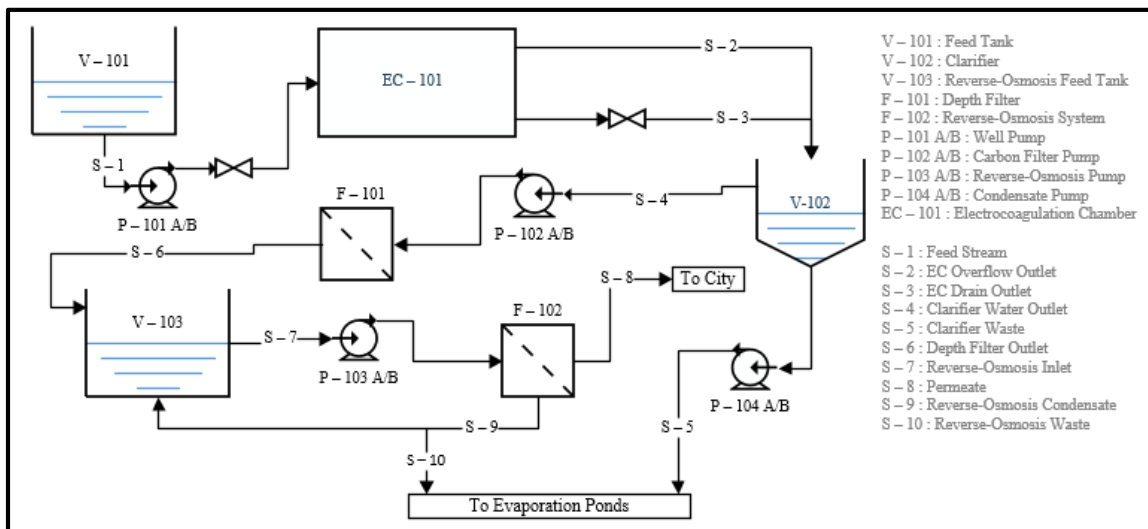 V – 101
EC – 101
S – 2
S – 3
S – 1
P – 101 A/B
F – 101
P – 102 A/B
S – 4
V-102
S – 6
V – 103
S – 7
P – 103 A/B
F – 102
S – 8
To City
P – 104 A/B
S – 9
S – 5
S – 10
To Evaporation Ponds
V – 101 : Feed Tank
V – 102 : Clarifier
V – 103 : Reverse-Osmosis Feed Tank
F – 101 : Depth Filter
F – 102 : Reverse-Osmosis System
P – 101 A/B : Well Pump
P – 102 A/B : Carbon Filter Pump
P – 103 A/B : Reverse-Osmosis Pump
P – 104 A/B : Condensate Pump
EC – 101 : Electrocoagulation Chamber
S – 1 : Feed Stream
S – 2 : EC Overflow Outlet
S – 3 : EC Drain Outlet
S – 4 : Clarifier Water Outlet
S – 5 : Clarifier Waste
S – 6 : Depth Filter Outlet
S – 7 : Reverse-Osmosis Inlet
S – 8 : Permeate
S – 9 : Reverse-Osmosis Condensate
S – 10 : Reverse-Osmosis Waste